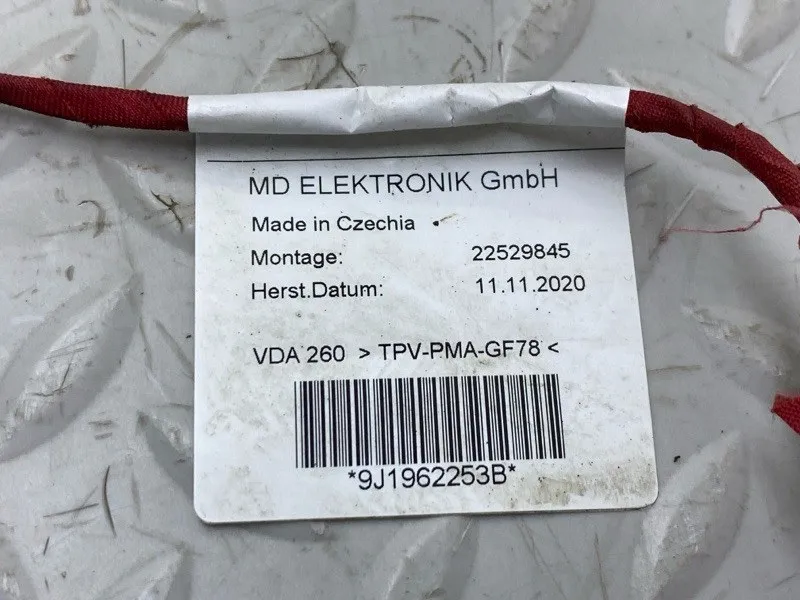 MD ELEKTRONIK GmbH
Made in Czechia
Montage: 22529845
Herst.Datum: 11.11.2020
VDA 260 > TPV-PMA-GF78 <
*9J1962253B*